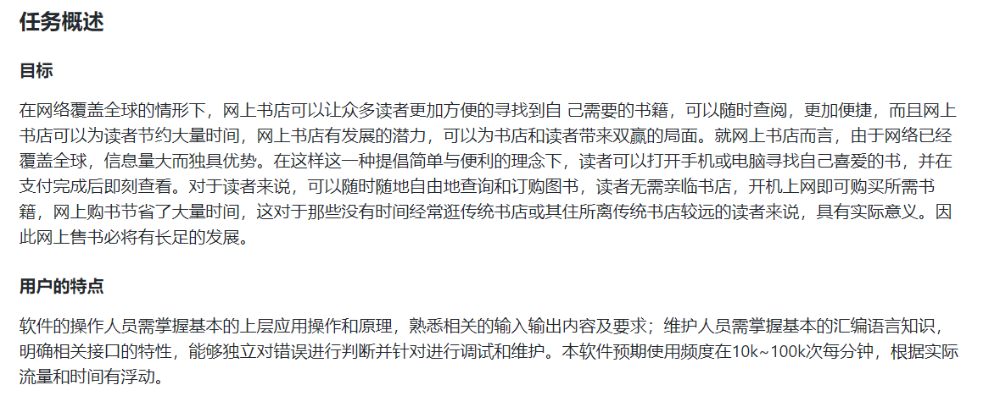 任务概述
目标
在网络覆盖全球的情形下，网上书店可以让众多读者更加方便的寻找到自 己需要的书籍，可以随时查阅，更加便捷，而且网上
书店可以为读者节约大量时间，网上书店有发展的潜力，可以为书店和读者带来双赢的局面。就网上书店而言，由于网络已经
覆盖全球，信息量大而独具优势。在这样这一种提倡简单与便利的理念下，读者可以打开手机或电脑寻找自己喜爱的书，并在
支付完成后即刻查看。对于读者来说，可以随时随地自由地查询和订购图书，读者无需亲临书店，开机上网即可购买所需书
籍，网上购书节省了大量时间，这对于那些没有时间经常逛传统书店或其住所离传统书店较远的读者来说，具有实际意义。因
此网上售书必将有长足的发展。
用户的特点
软件的操作人员需掌握基本的上层应用操作和原理，熟悉相关的输入输出内容及要求；维护人员需掌握基本的汇编语言知识，
明确相关接口的特性，能够独立对错误进行判断并针对进行调试和维护。本软件预期使用频度在10k~100k次每分钟，根据实际
流量和时间有浮动。